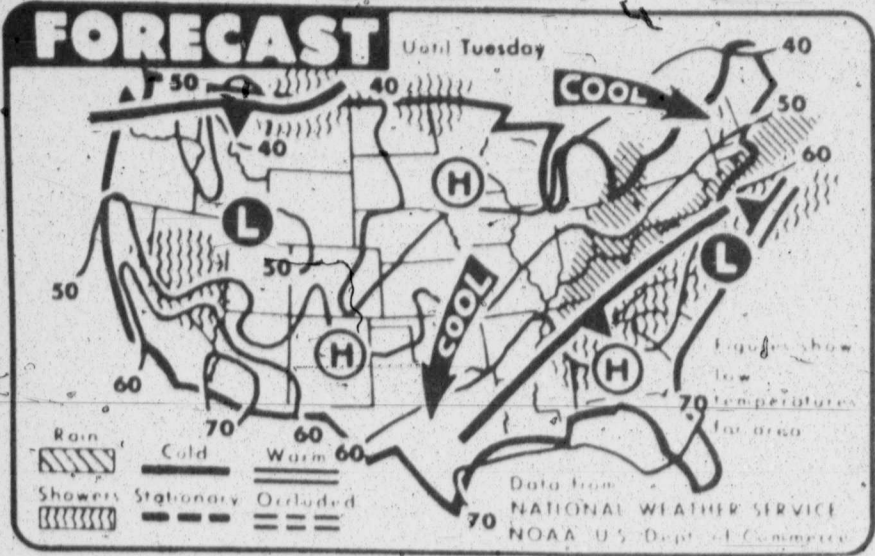 FORECAST
Until Tuesday
COOL
40
50
60
50
40
40
H
L
50
50
COOL
L
H
H
60
70
60
60
70
70
Figures show
low
temperatures
for area
Rain
Cold
Warm
Showers
Stationary
Occluded
Data from
NATIONAL WEATHER SERVICE
NOAA U S Dept of Commerce